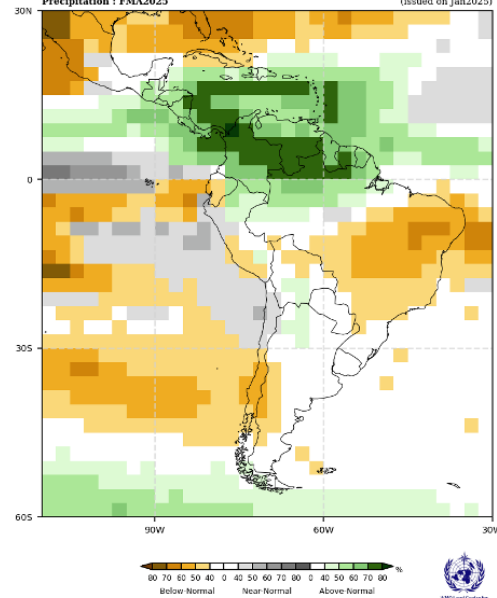 Precipitation : FMA2025 (issued on Jan2025)
30N
0
30S
60S
90W 60W 30W
80 70 60 50 40 0 40 50 60 70 80 0 40 50 60 70 80 %
Below-Normal Near-Normal Above-Normal